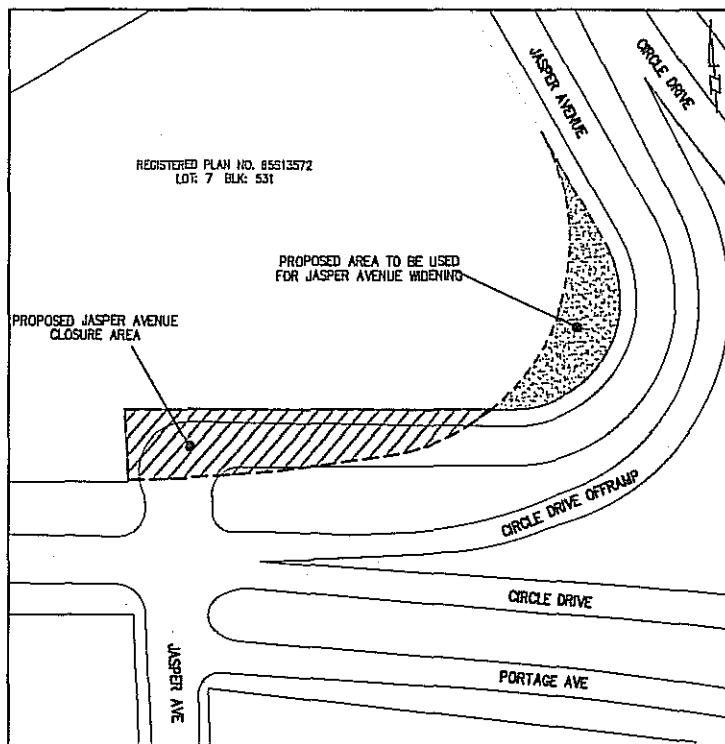 JASPER AVENUE
CIRCLE DRIVE
REGISTERED PLAN NO. 85S13572
LOT: 7 BLK: 531
PROPOSED AREA TO BE USED
FOR JASPER AVENUE WIDENING
PROPOSED JASPER AVENUE
CLOSURE AREA
CIRCLE DRIVE OFFRAMP
CIRCLE DRIVE
JASPER AVE
PORTAGE AVE